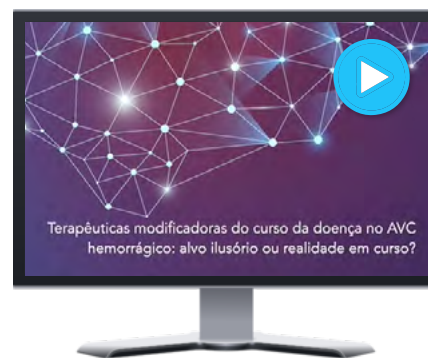 Terapêuticas modificadoras do curso da doença no AVC
hemorrágico: alvo ilusório ou realidade em curso?